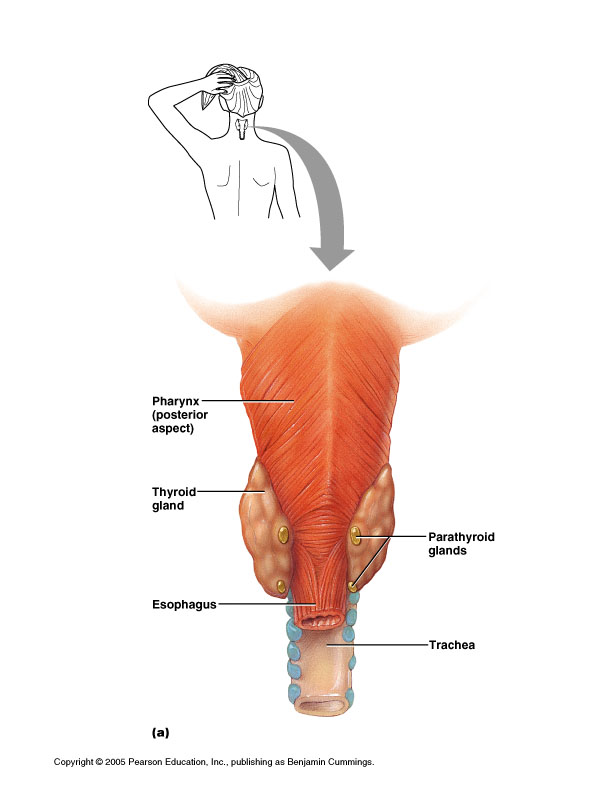 Pharynx
(posterior
aspect)
Thyroid
gland
Parathyroid
glands
Esophagus
Trachea
(a)
Copyright © 2005 Pearson Education, Inc., publishing as Benjamin Cummings.